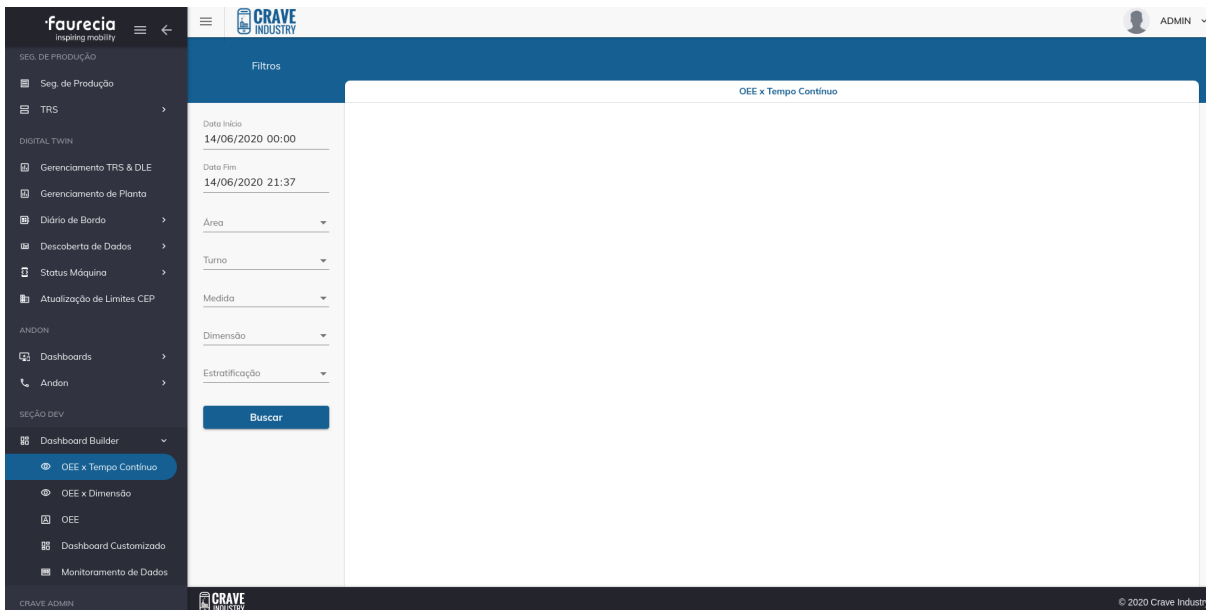 faurecia
inspiring mobility
SEG. DE PRODUÇÃO
Seg. de Produção
TRS
DIGITAL TWIN
Gerenciamento TRS & DLE
Gerenciamento de Planta
Diário de Bordo
Descoberta de Dados
Status Máquina
Atualização de Limites CEP
ANDON
Dashboards
Andon
SEÇÃO DEV
Dashboard Builder
OEE x Tempo Contínuo
OEE x Dimensão
OEE
Dashboard Customizado
Monitoramento de Dados
CRAVE ADMIN
CRAVE
INDUSTRY
ADMIN
Filtros
Data Início
14/06/2020 00:00
Data Fim
14/06/2020 21:37
Área
Turno
Medida
Dimensão
Estratificação
Buscar
OEE x Tempo Contínuo
CRAVE
INDUSTRY
© 2020 Crave Industry